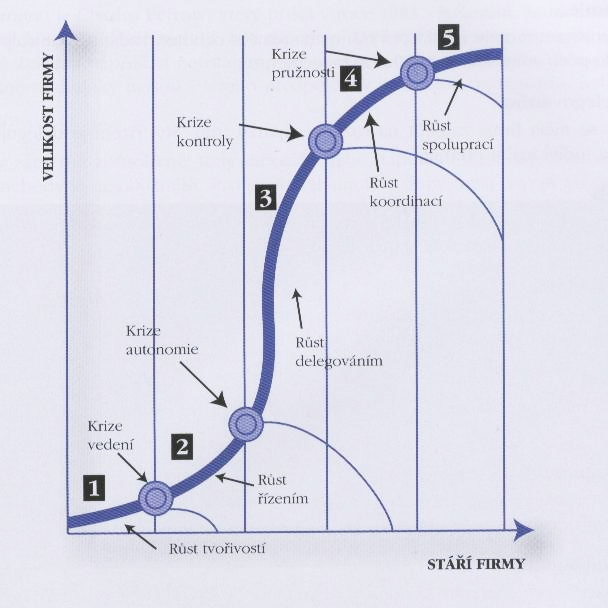 VELIKOST FIRMY
Krize
pružnosti
5
4
Krize
kontroly
Růst
spoluprací
Růst
koordinací
3
Krize
autonomie
Růst
delegováním
Krize
vedení
2
1
Růst
řízením
Růst tvořivostí
STÁŘÍ FIRMY